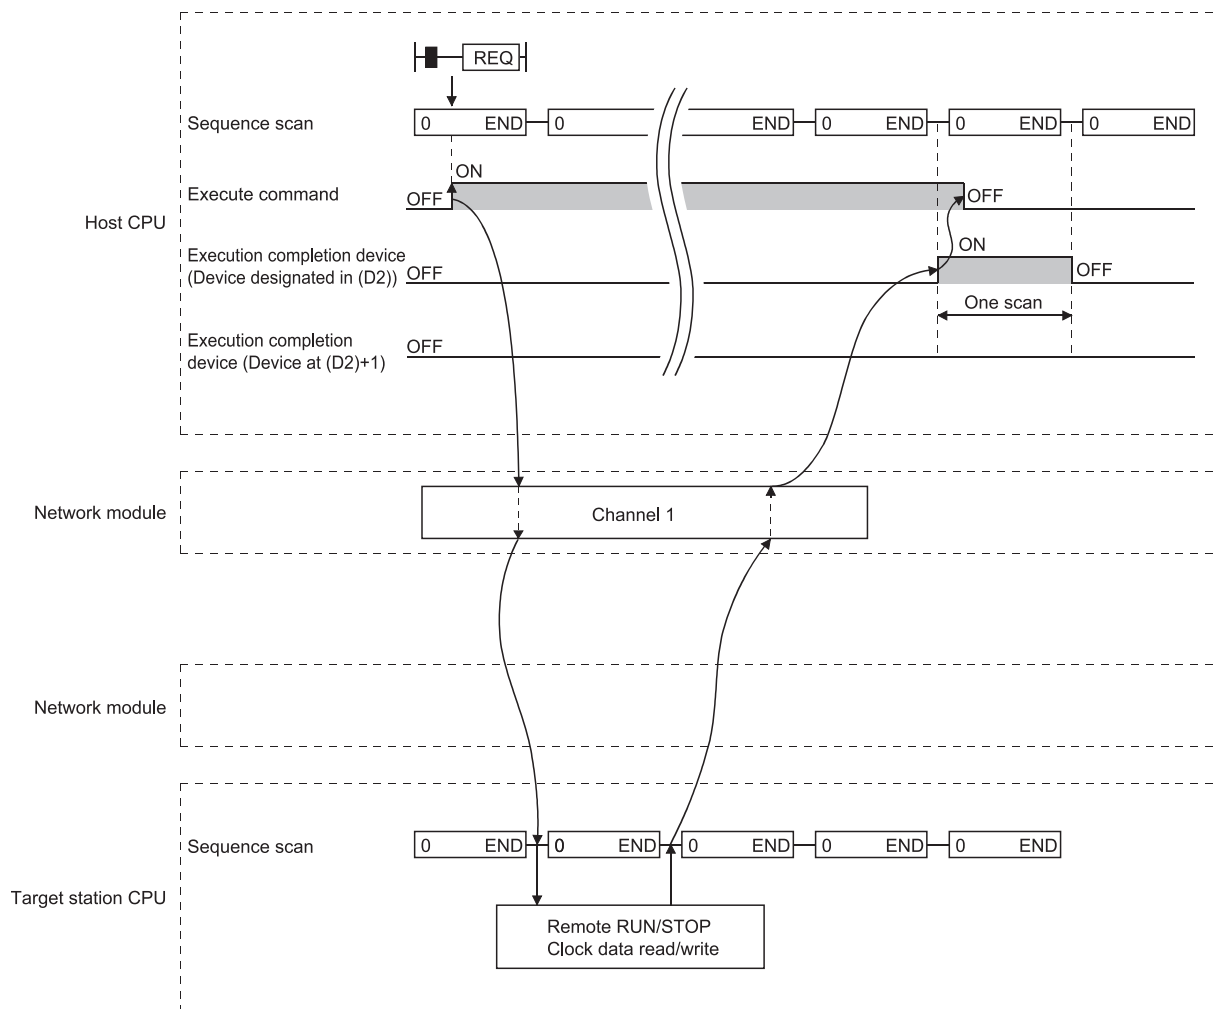 REQ
Sequence scan
0 END 0 END 0 END 0 END 0 END
ON
Execute command
OFF
OFF
Host CPU
ON
Execution completion device
(Device designated in (D2))
OFF
OFF
One scan
Execution completion
device (Device at (D2)+1)
OFF
Network module
Channel 1
Network module
Sequence scan
0 END 0 END 0 END 0 END 0 END
Target station CPU
Remote RUN/STOP
Clock data read/write